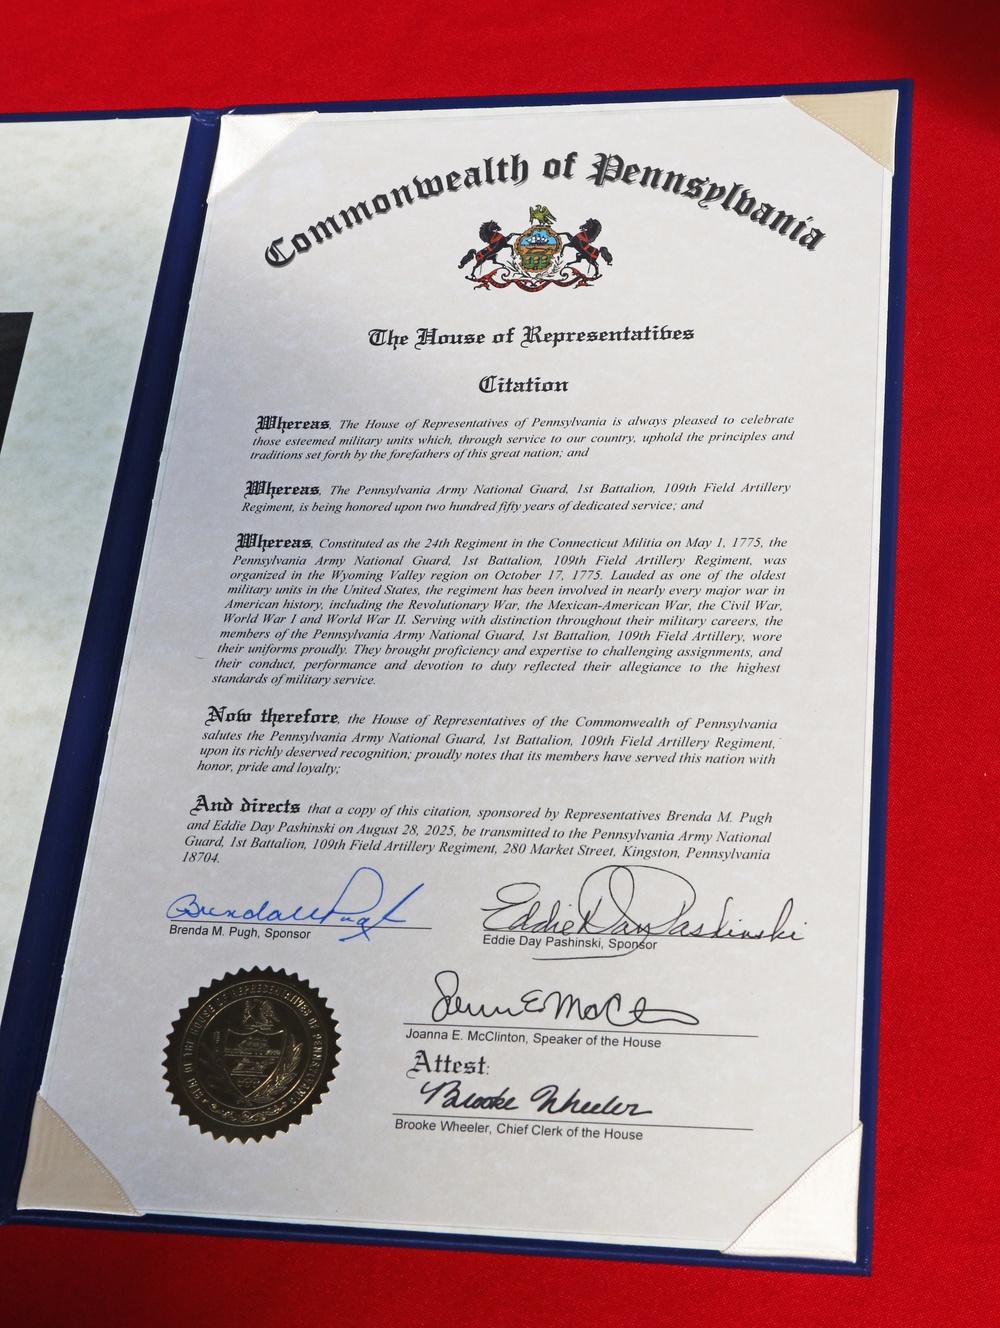 Commonwealth of Pennsylvania
The House of Representatives
Citation
Whereas, The House of Representatives of Pennsylvania is always pleased to celebrate
those esteemed military units which, through service to our country, uphold the principles and
traditions set forth by the forefathers of this great nation; and
Whereas, The Pennsylvania Army National Guard, 1st Battalion, 109th Field Artillery
Regiment, is being honored upon two hundred fifty years of dedicated service; and
Whereas, Constituted as the 24th Regiment in the Connecticut Militia on May 1, 1775, the
Pennsylvania Army National Guard, 1st Battalion, 109th Field Artillery Regiment, was
organized in the Wyoming Valley region on October 17, 1775. Lauded as one of the oldest
military units in the United States, the regiment has been involved in nearly every major war in
American history, including the Revolutionary War, the Mexican-American War, the Civil War,
World War I and World War II. Serving with distinction throughout their military careers, the
members of the Pennsylvania Army National Guard, 1st Battalion, 109th Field Artillery, wore
their uniforms proudly. They brought proficiency and expertise to challenging assignments, and
their conduct, performance and devotion to duty reflected their allegiance to the highest
standards of military service.
Now therefore, the House of Representatives of the Commonwealth of Pennsylvania
salutes the Pennsylvania Army National Guard, 1st Battalion, 109th Field Artillery Regiment,
upon its richly deserved recognition; proudly notes that its members have served this nation with
honor, pride and loyalty;
And directs that a copy of this citation, sponsored by Representatives Brenda M. Pugh
and Eddie Day Pashinski on August 28, 2025, be transmitted to the Pennsylvania Army National
Guard, 1st Battalion, 109th Field Artillery Regiment, 280 Market Street, Kingston, Pennsylvania
18704.
Brenda M Pugh
Brenda M. Pugh, Sponsor
Eddie Day Pashinski
Eddie Day Pashinski, Sponsor
Joanna E. McClinton, Speaker of the House
Attest:
Brooke Wheeler
Brooke Wheeler, Chief Clerk of the House
SEAL OF THE HOUSE OF REPRESENTATIVES OF PENNSYLVANIA